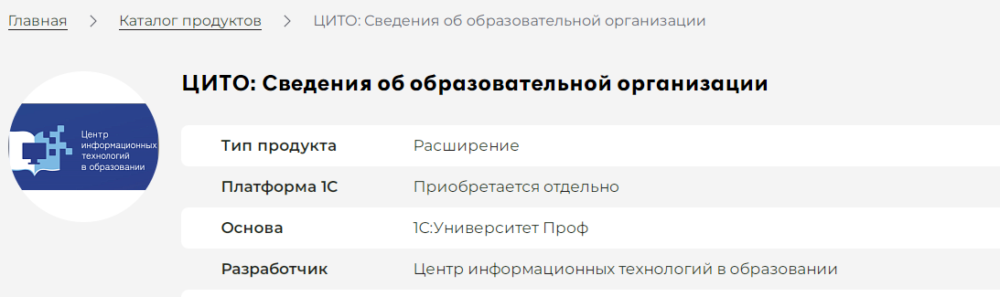 Главная > Каталог продуктов > ЦИТО: Сведения об образовательной организации
ЦИТО: Сведения об образовательной организации
Центр
информационных
технологий
в образовании
Тип продукта Расширение
Платформа 1С Приобретается отдельно
Основа 1С:Университет Проф
Разработчик Центр информационных технологий в образовании